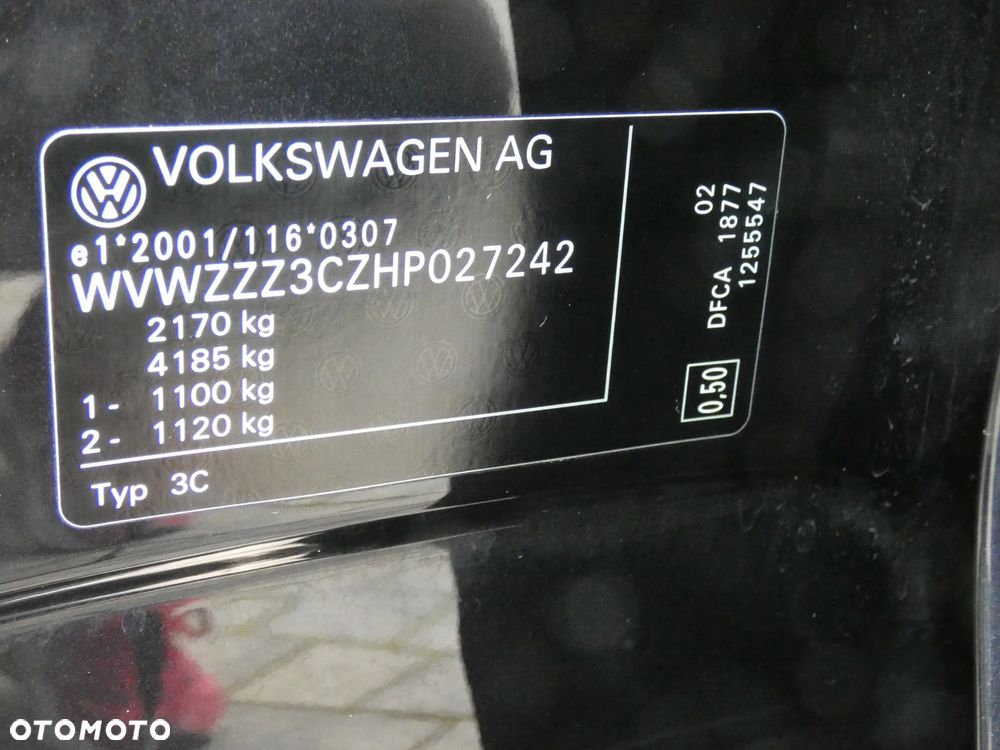 VW
VOLKSWAGEN AG
e1*2001/116*0307
WVWZZZ3CZHP027242
2170 kg
4185 kg
1- 1100 kg
2- 1120 kg
Typ 3C
02
DFCA 1877
1255547
0,50
OTOMOTO